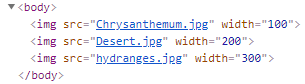 ▼<body>
<img src="Chrysanthemum.jpg" width="100">
<img src="Desert.jpg" width="200">
<img src="hydranges.jpg" width="300">
</body>